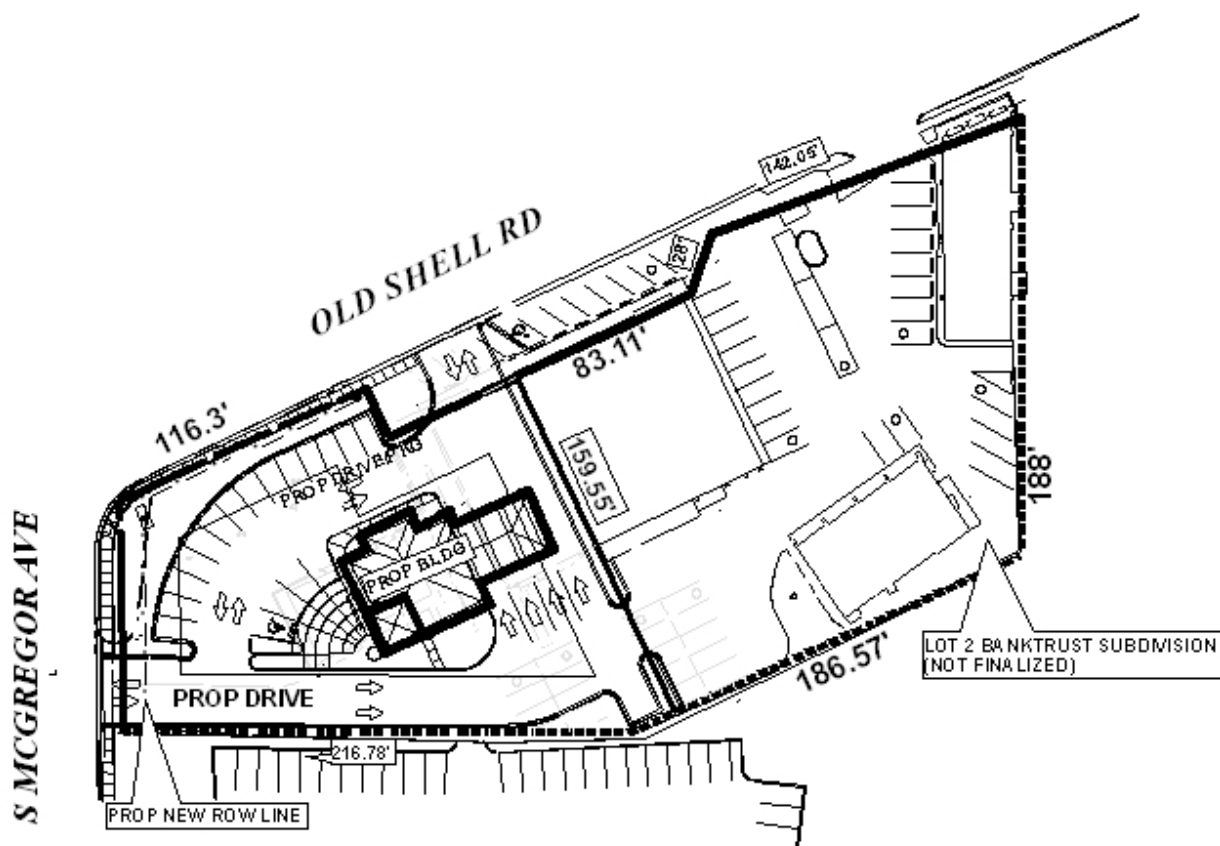 142.05'
OLD SHELL RD
28'
83.11'
116.3'
PROP DRIVE PKG
159.55'
188'
PROP BLDG
S MCGREGOR AVE
LOT 2 BANKTRUST SUBDIVISION
(NOT FINALIZED)
186.57'
PROP DRIVE
216.78'
PROP NEW ROW LINE